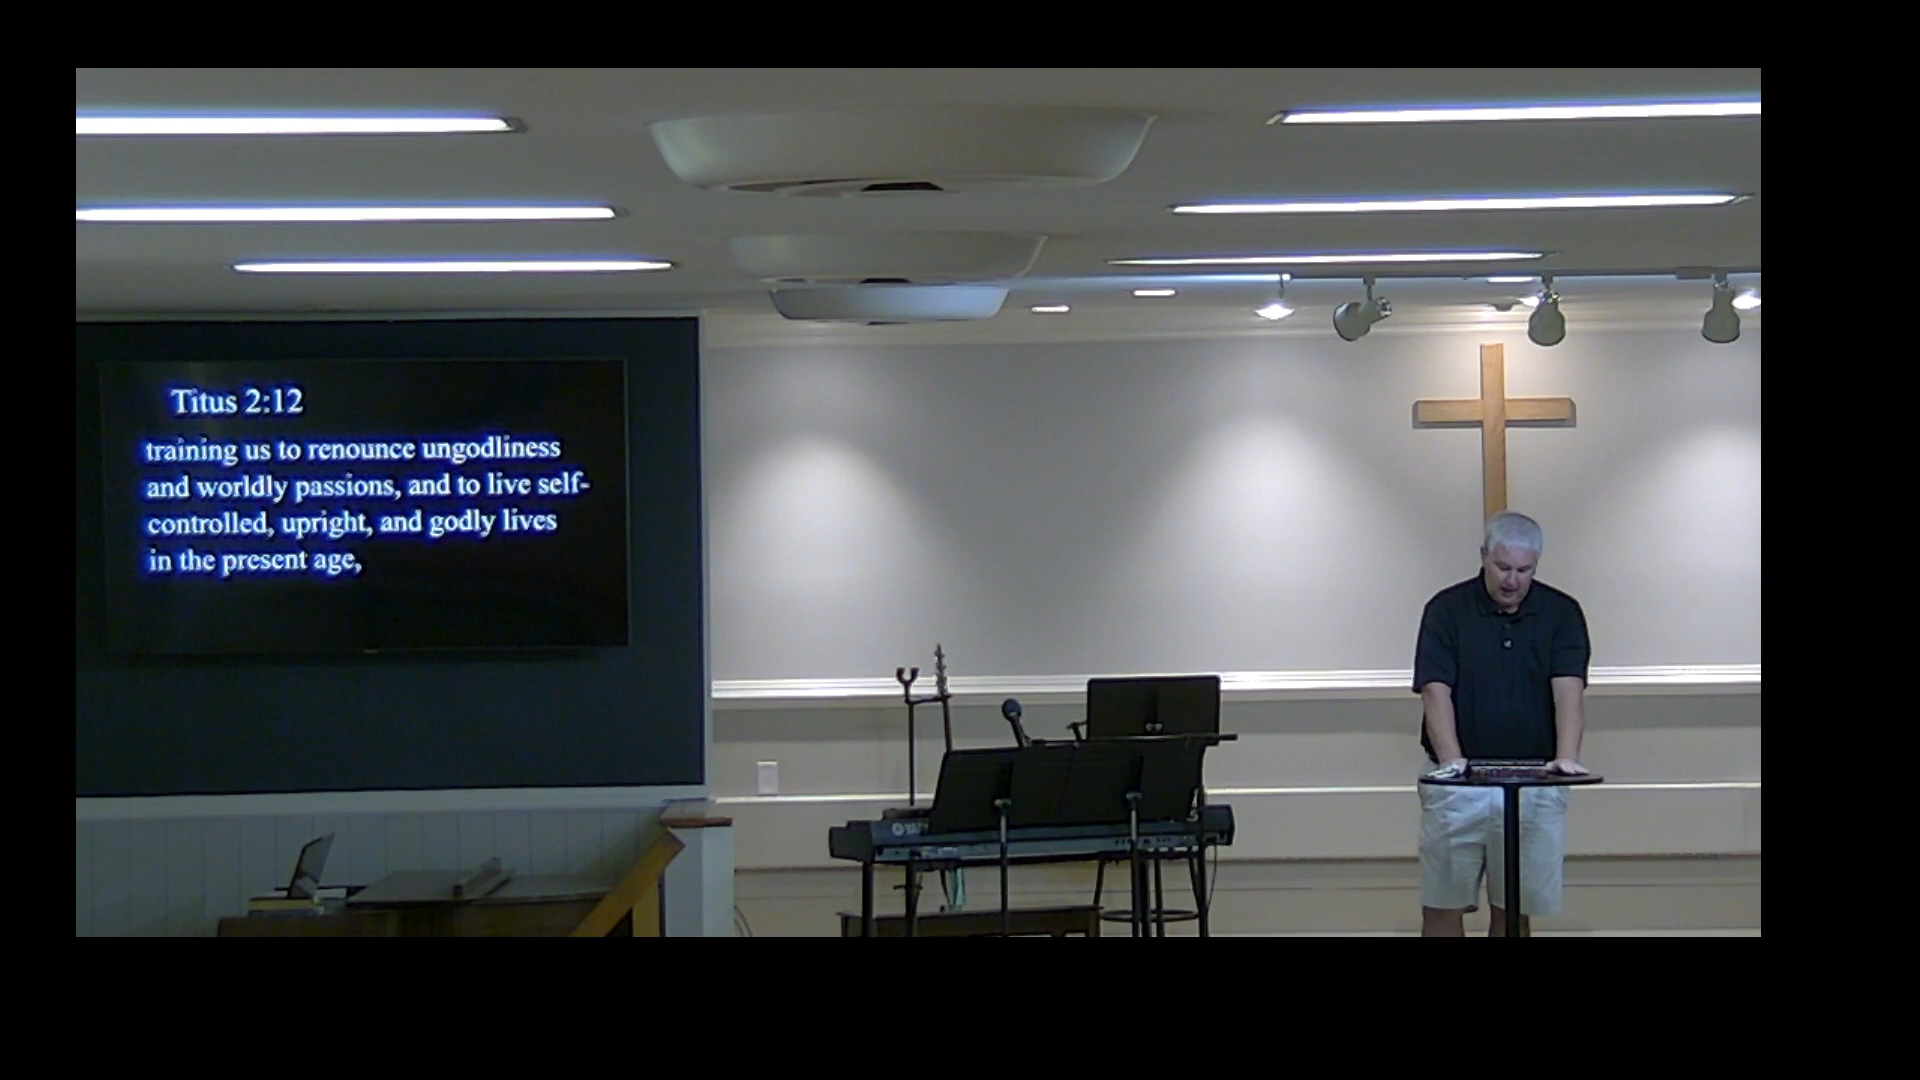 Titus 2:12
training us to renounce ungodliness
and worldly passions, and to live self-
controlled, upright, and godly lives
in the present age,